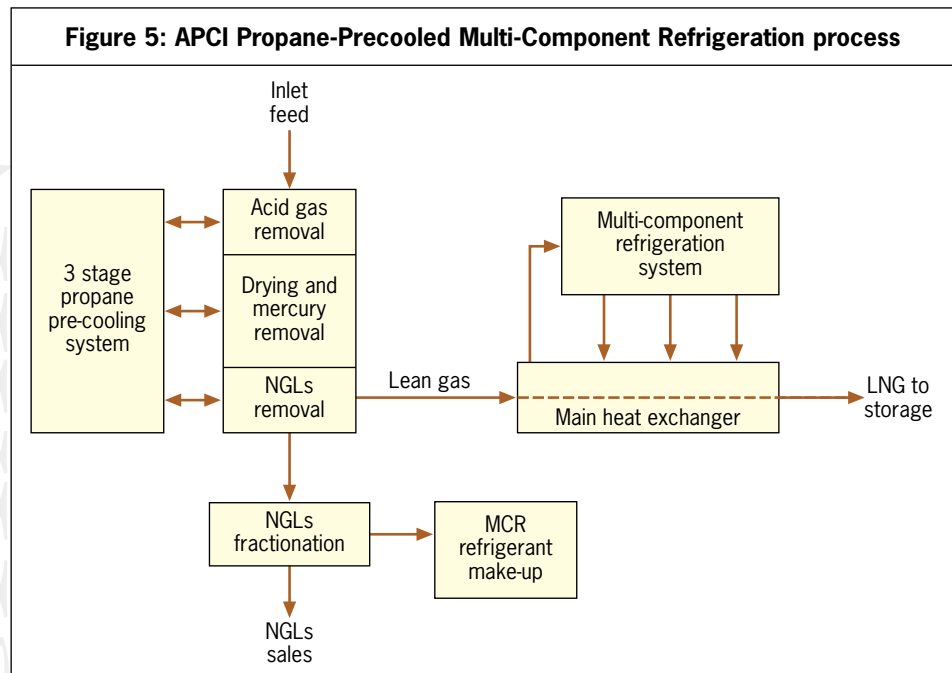 Figure 5: APCI Propane-Precooled Multi-Component Refrigeration process
Inlet
feed
3 stage
propane
pre-cooling
system
Acid gas
removal
Drying and
mercury
removal
NGLs
removal
Lean gas
Multi-component
refrigeration
system
Main heat exchanger
LNG to
storage
NGLs
fractionation
MCR
refrigerant
make-up
NGLs
sales